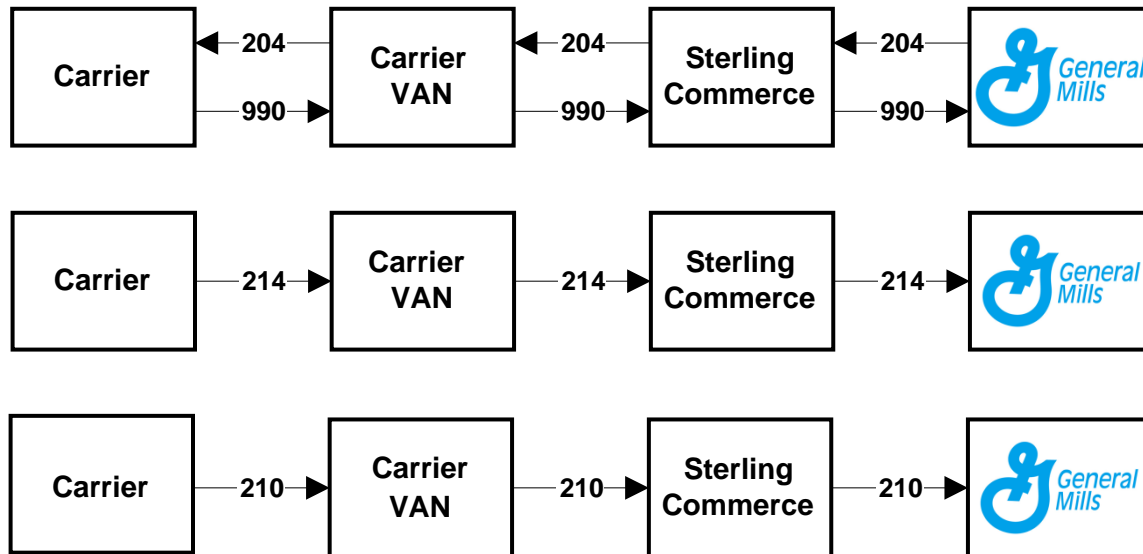 204 204 204
Carrier Carrier VAN Sterling Commerce General Mills
990 990 990
Carrier 214 Carrier VAN 214 Sterling Commerce 214 General Mills
Carrier 210 Carrier VAN 210 Sterling Commerce 210 General Mills